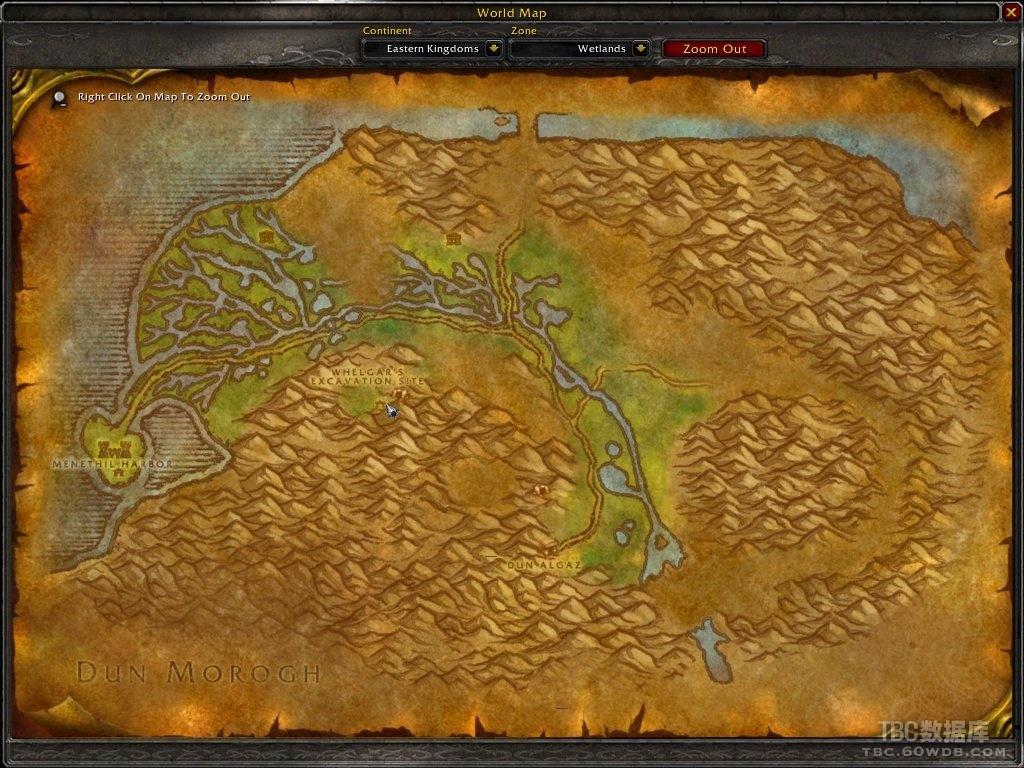 World Map
Continent
Zone
Eastern Kingdoms
Wetlands
Zoom Out
Right Click On Map To Zoom Out
WHELGAR'S
EXCAVATION SITE
MENETHIL HARBOR
DUN ALGAZ
DUN MOROGH
TBC数据库
TBC.60WDB.COM